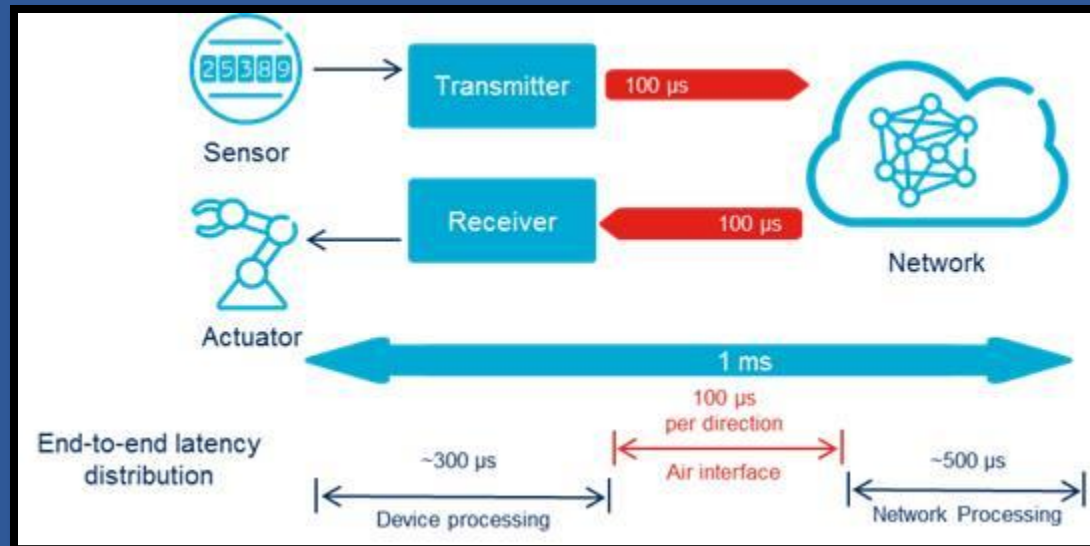 25389
Sensor
Transmitter
100 µs
Receiver
100 µs
Network
Actuator
1 ms
End-to-end latency
distribution
~300 µs
Device processing
100 µs
per direction
Air interface
~500 µs
Network Processing